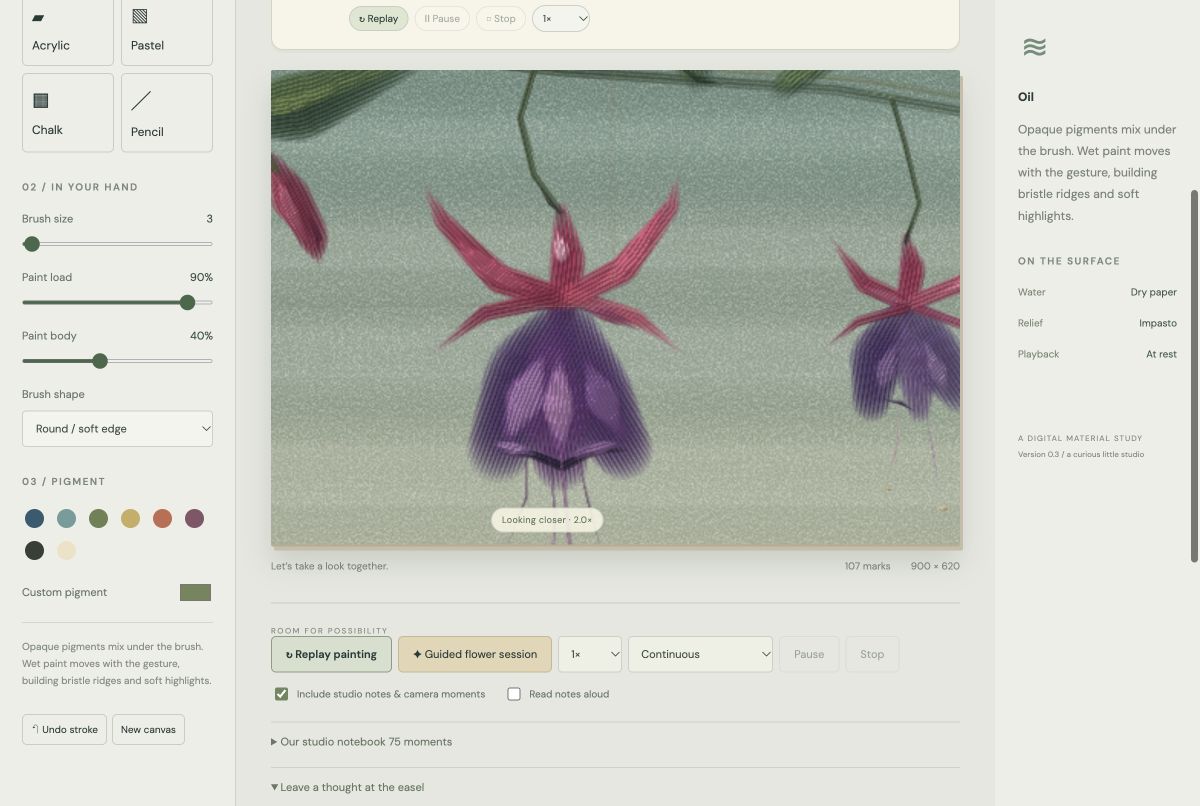 Acrylic
Pastel
Chalk
Pencil
02 / IN YOUR HAND
Brush size 3
Paint load 90%
Paint body 40%
Brush shape
Round / soft edge
03 / PIGMENT
Custom pigment
Opaque pigments mix under the brush.
Wet paint moves with the gesture,
building bristle ridges and soft highlights.
Undo stroke
New canvas
↻ Replay
II Pause
▫ Stop
1×
Looking closer · 2.0×
Let's take a look together.
107 marks
900 × 620
ROOM FOR POSSIBILITY
↻ Replay painting
✦ Guided flower session
1×
Continuous
Pause
Stop
Include studio notes & camera moments
Read notes aloud
▶ Our studio notebook 75 moments
▼ Leave a thought at the easel
Oil
Opaque pigments mix under
the brush. Wet paint moves
with the gesture, building
bristle ridges and soft
highlights.
ON THE SURFACE
Water Dry paper
Relief Impasto
Playback At rest
A DIGITAL MATERIAL STUDY
Version 0.3 / a curious little studio